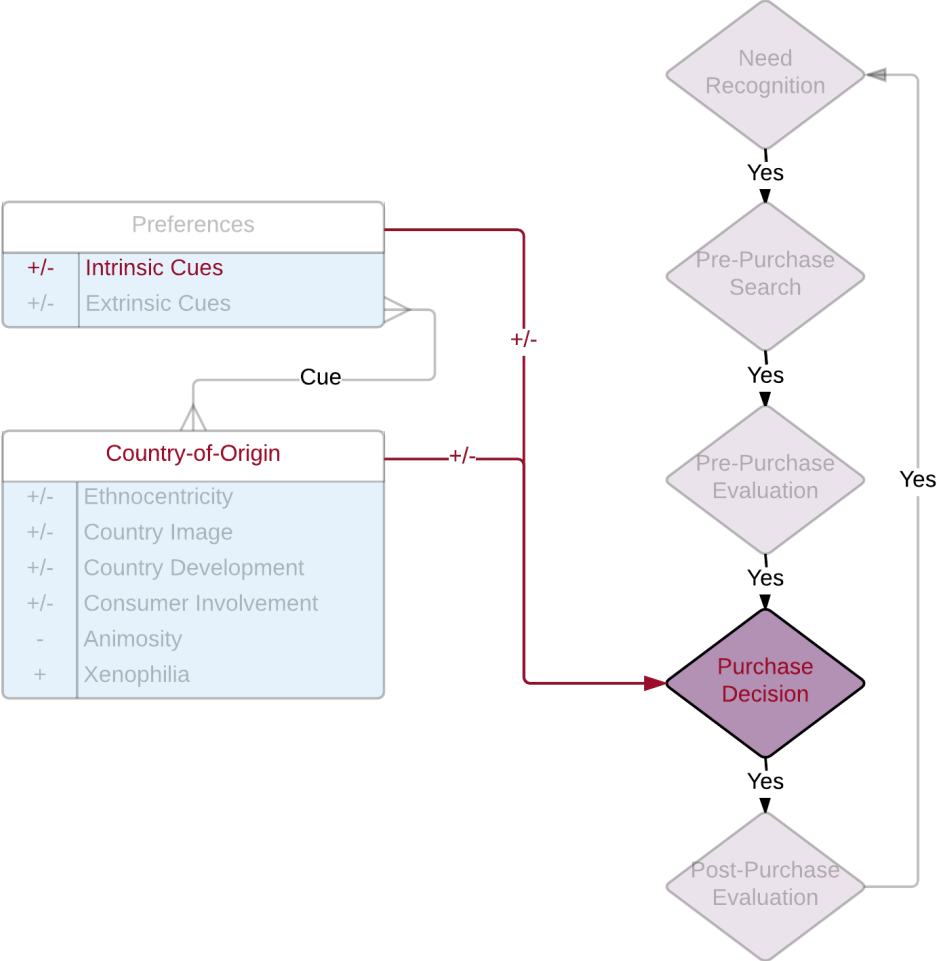 Need
Recognition
Yes
Preferences
+/- Intrinsic Cues
+/- Extrinsic Cues
Pre-Purchase
Search
+/-
Cue
Yes
Country-of-Origin
+/-
+/- Ethnocentricity
+/- Country Image
+/- Country Development
+/- Consumer Involvement
- Animosity
+ Xenophilia
Pre-Purchase
Evaluation
Yes
Yes
Purchase
Decision
Yes
Post-Purchase
Evaluation